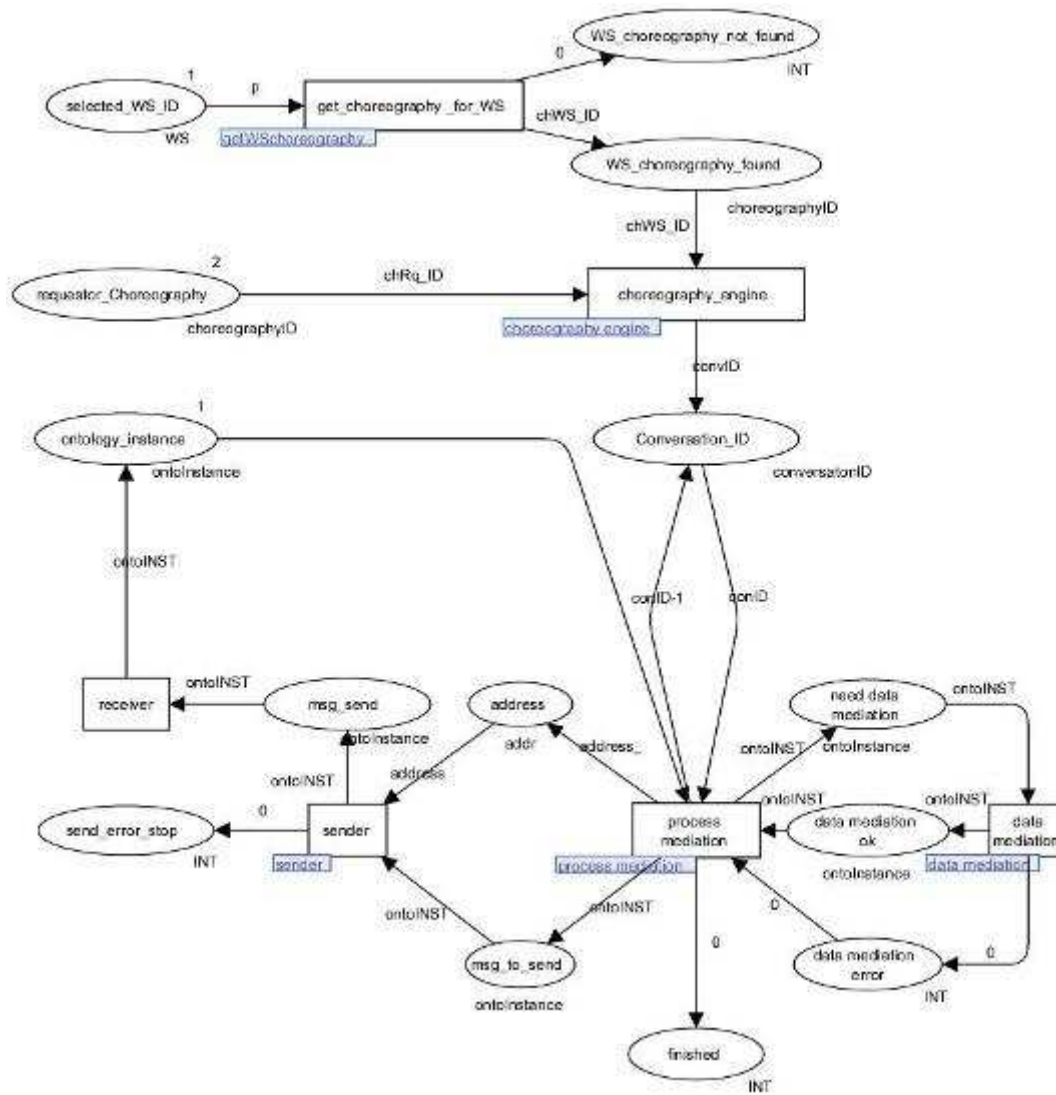 WS_choreography_not_found
0
INT
1
selected_WS_ID
p
get_choreography _for_WS
WS
getWSchoreography
chWS_ID
WS_choreography_found
choreographyID
chWS_ID
2
requestor_Choreography
chRq_ID
choreography_engine
choreographyID
choreography engine
convID
1
ontology_instance
Conversation_ID
ontoInstance
conversatonID
ontoINST
conID-1
conID
ontoINST
receiver
msg_send
address
need data
mediation
ontoINST
ontoInstance
addr
address_
ontoINST
ontoInstance
ontoINST
address
0
send_error_stop
sender
process
mediation
ontoINST
data mediation
ok
ontoINST
data
mediation
INT
sender
process mediation
ontoInstance
data mediation
ontoINST
ontoINST
0
msg_to_send
0
data mediation
error
0
ontoInstance
INT
finished
INT